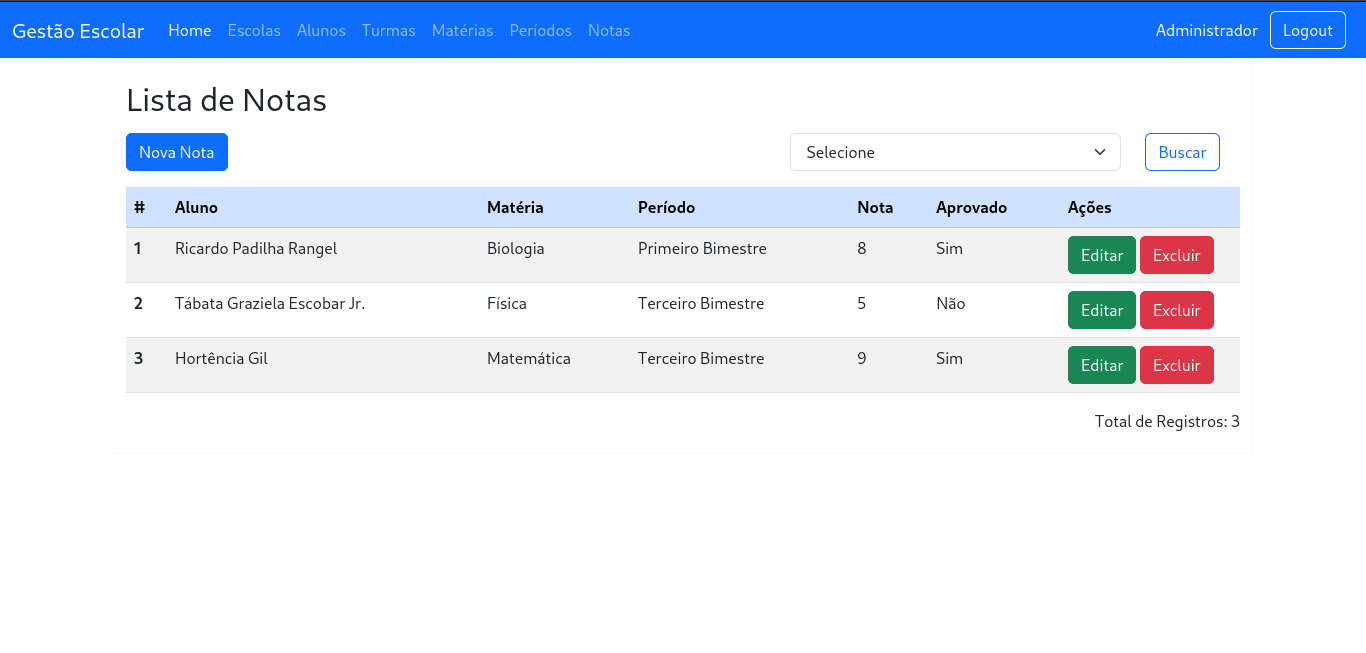 Gestão Escolar Home Escolas Alunos Turmas Matérias Períodos Notas Administrador Logout
Lista de Notas
Nova Nota Selecione Buscar
# Aluno Matéria Período Nota Aprovado Ações
1 Ricardo Padilha Rangel Biologia Primeiro Bimestre 8 Sim Editar Excluir
2 Tábata Graziela Escobar Jr. Física Terceiro Bimestre 5 Não Editar Excluir
3 Hortência Gil Matemática Terceiro Bimestre 9 Sim Editar Excluir
Total de Registros: 3